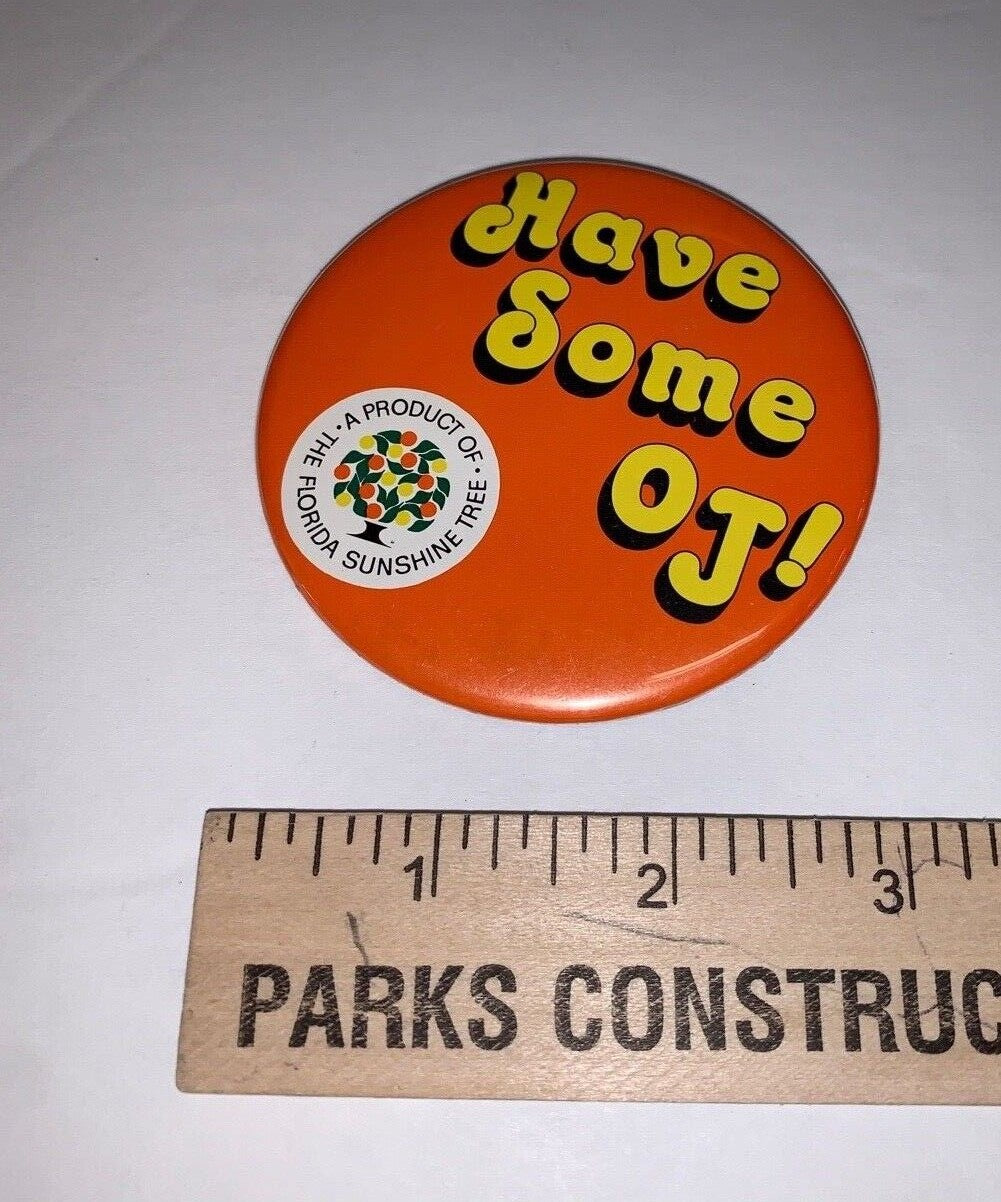 Have
Some
OJ!
· A PRODUCT OF · THE FLORIDA SUNSHINE TREE
1 2 3
PARKS CONSTRUC